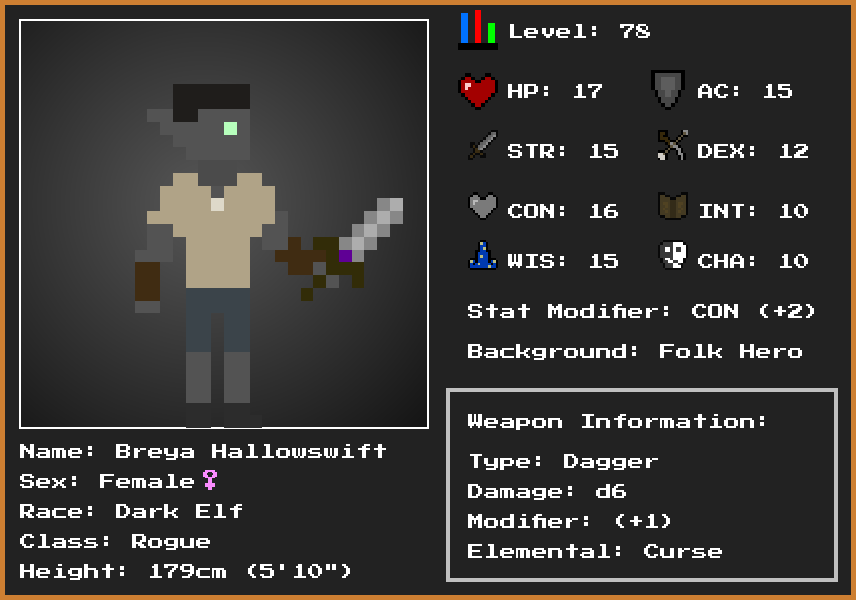 Level: 78
HP: 17 AC: 15
STR: 15 DEX: 12
CON: 16 INT: 10
WIS: 15 CHA: 10
Stat Modifier: CON (+2)
Background: Folk Hero
Weapon Information:
Type: Dagger
Damage: d6
Modifier: (+1)
Elemental: Curse
Name: Breya Hallowswift
Sex: Female♀
Race: Dark Elf
Class: Rogue
Height: 179cm (5'10")